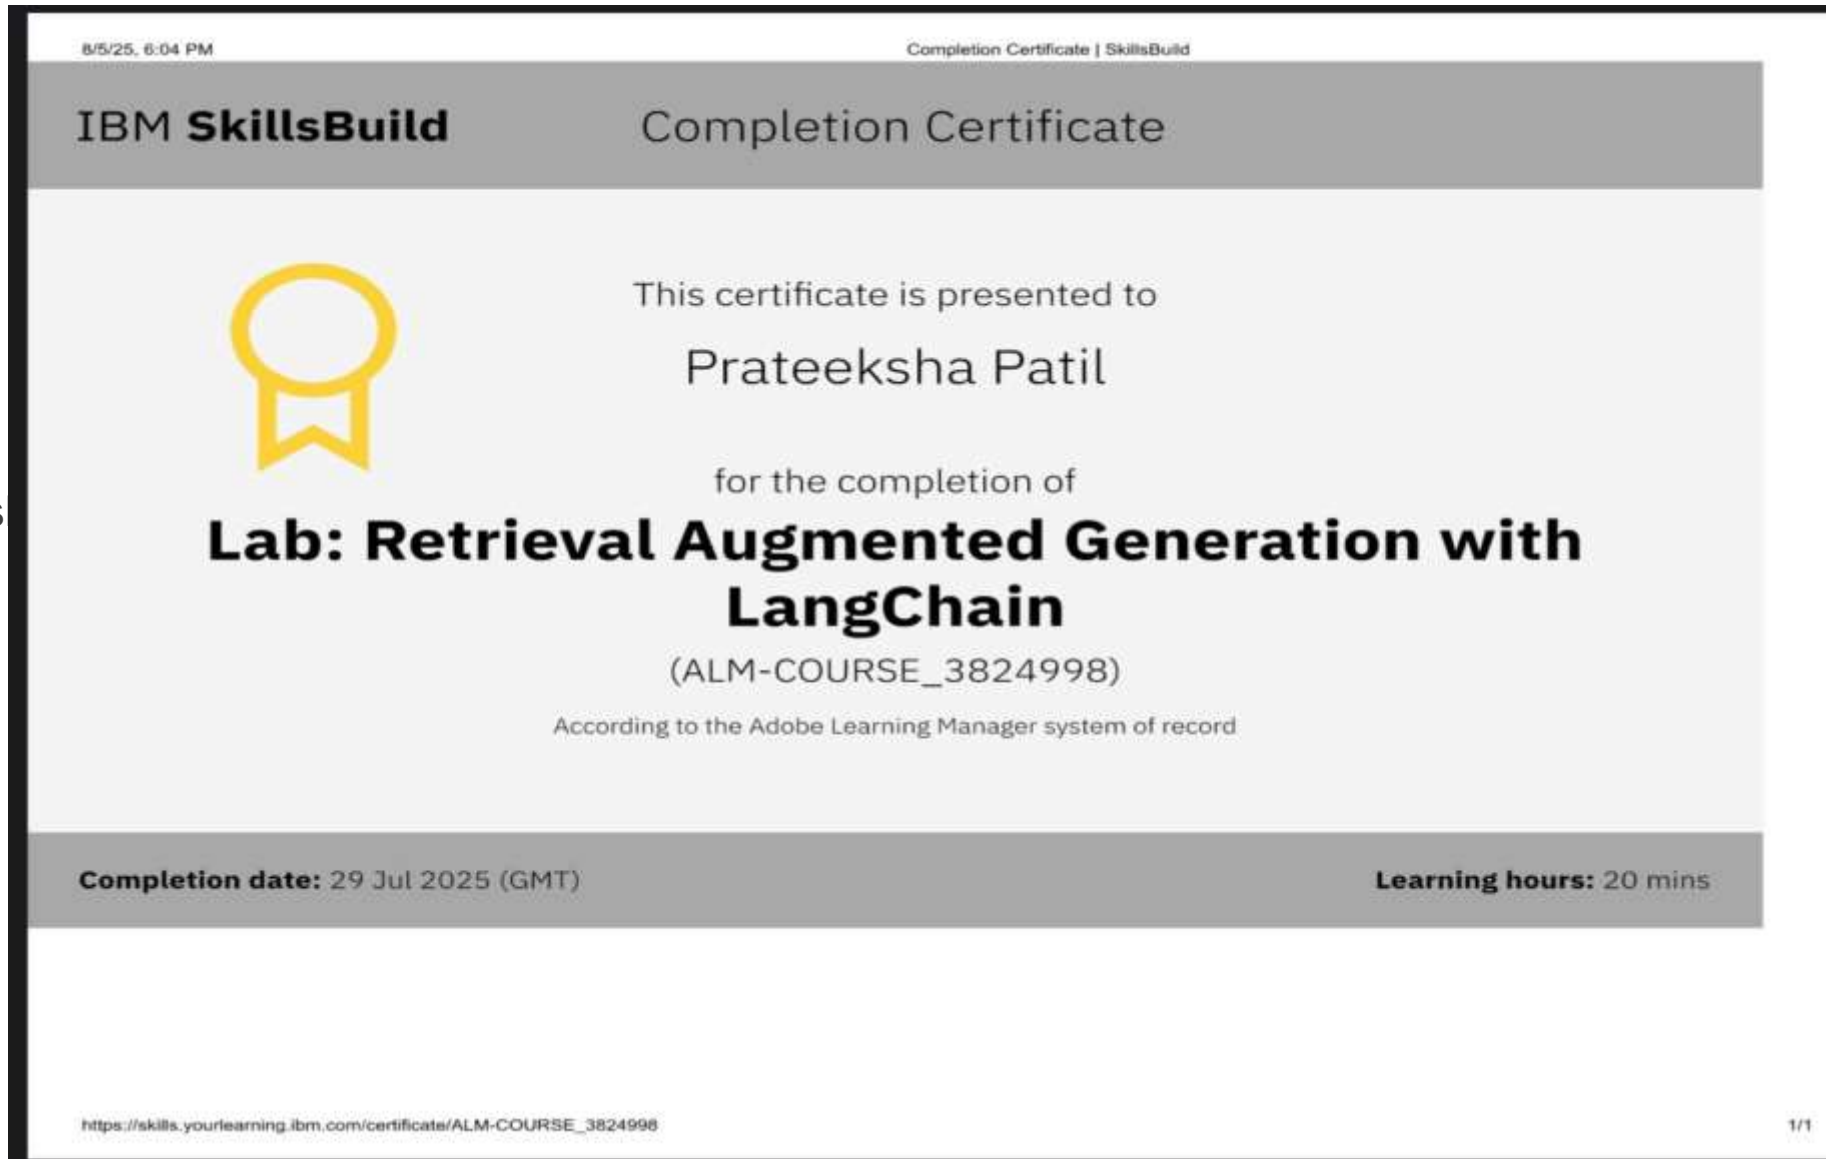 8/5/25, 6:04 PM
Completion Certificate | SkillsBuild
IBM SkillsBuild
Completion Certificate
This certificate is presented to
Prateeksha Patil
for the completion of
Lab: Retrieval Augmented Generation with
LangChain
(ALM-COURSE_3824998)
According to the Adobe Learning Manager system of record
Completion date: 29 Jul 2025 (GMT)
Learning hours: 20 mins
https://skills.yourlearning.ibm.com/certificate/ALM-COURSE_3824998
1/1